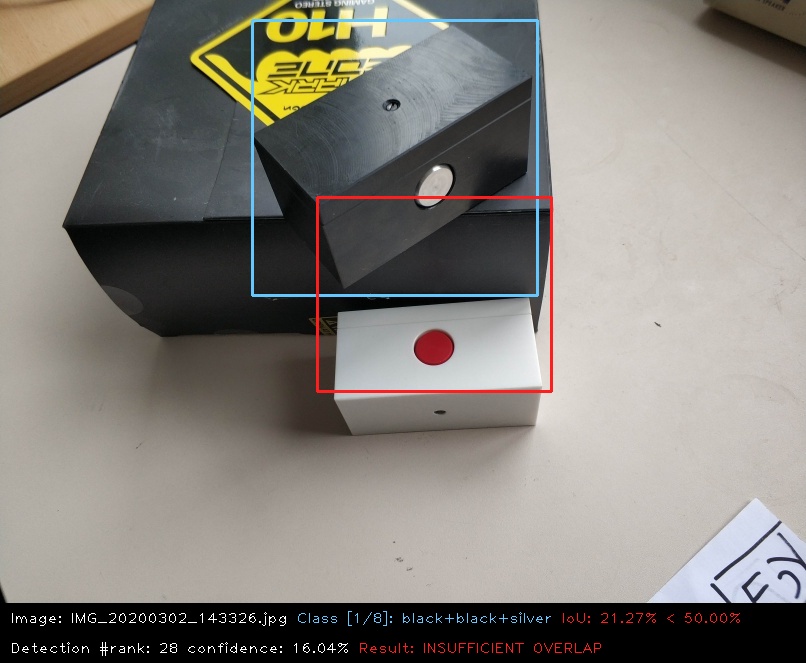 GAMING STEREO
H10
Image: IMG_20200302_143326.jpg Class [1/8]: black+black+silver IoU: 21.27% < 50.00%
Detection #rank: 28 confidence: 16.04% Result: INSUFFICIENT OVERLAP